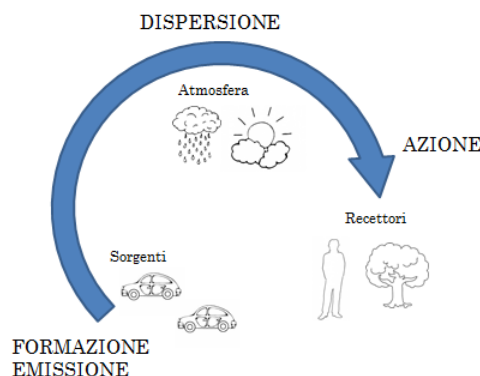 DISPERSIONE
Atmosfera
AZIONE
Recettori
Sorgenti
FORMAZIONE
EMISSIONE